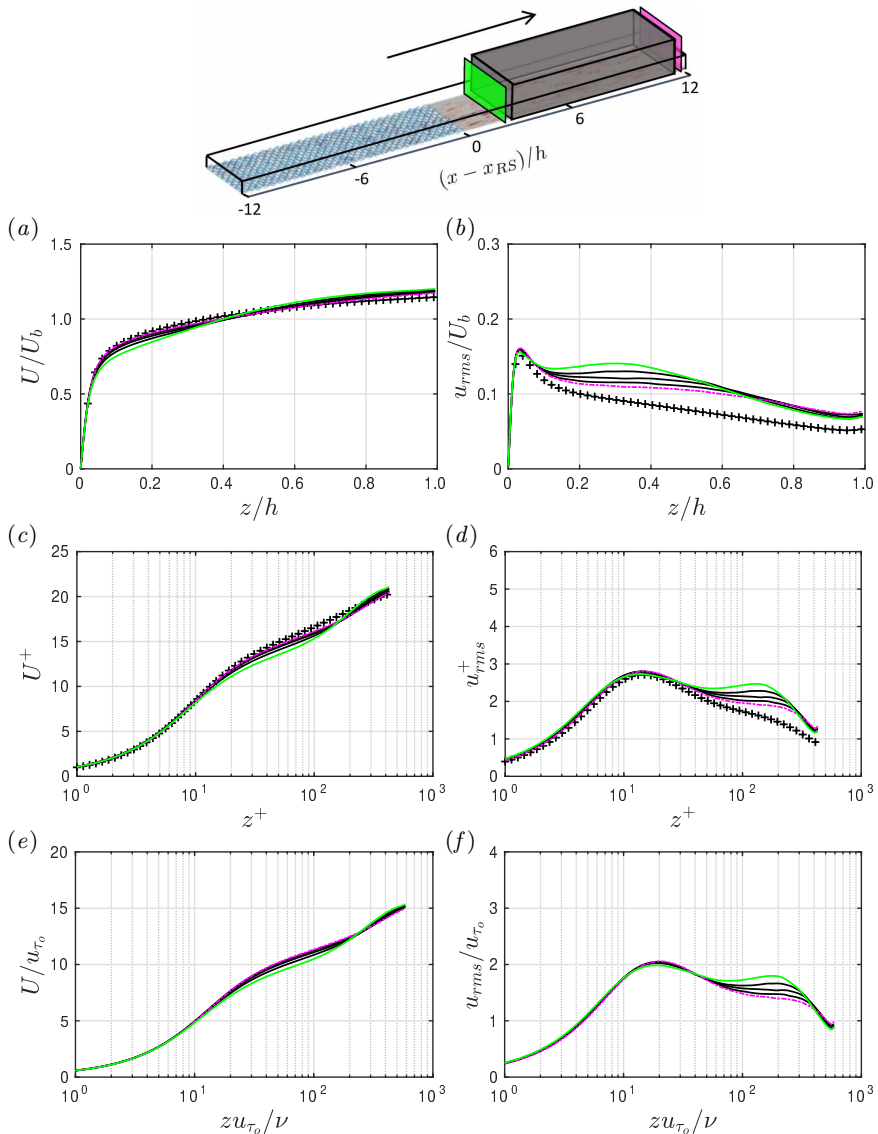 12
6
0
(x − x_RS)/h
-6
-12
(a)
(b)
1.5
1.0
0.5
0
U/U_b
0 0.2 0.4 0.6 0.8 1.0
z/h
0.3
0.2
0.1
0
u_rms/U_b
0 0.2 0.4 0.6 0.8 1.0
z/h
(c)
(d)
25
20
15
10
5
0
U^+
10^0 10^1 10^2 10^3
z^+
6
5
4
3
2
1
0
u^+_rms
10^0 10^1 10^2 10^3
z^+
(e)
(f)
20
15
10
5
0
U/u_τ_o
10^0 10^1 10^2 10^3
zu_τ_o/ν
4
3
2
1
0
u_rms/u_τ_o
10^0 10^1 10^2 10^3
zu_τ_o/ν